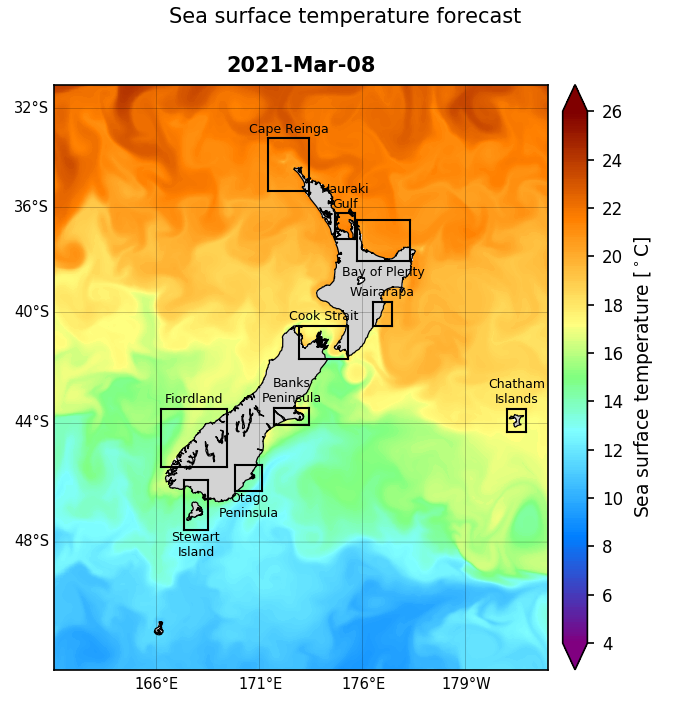 Sea surface temperature forecast
2021-Mar-08
32°S
36°S
40°S
44°S
48°S
166°E
171°E
176°E
179°W
Cape Reinga
Hauraki
Gulf
Bay of Plenty
Wairarapa
Cook Strait
Banks
Peninsula
Fiordland
Chatham
Islands
Otago
Peninsula
Stewart
Island
26
24
22
20
18
16
14
12
10
8
6
4
Sea surface temperature [°C]